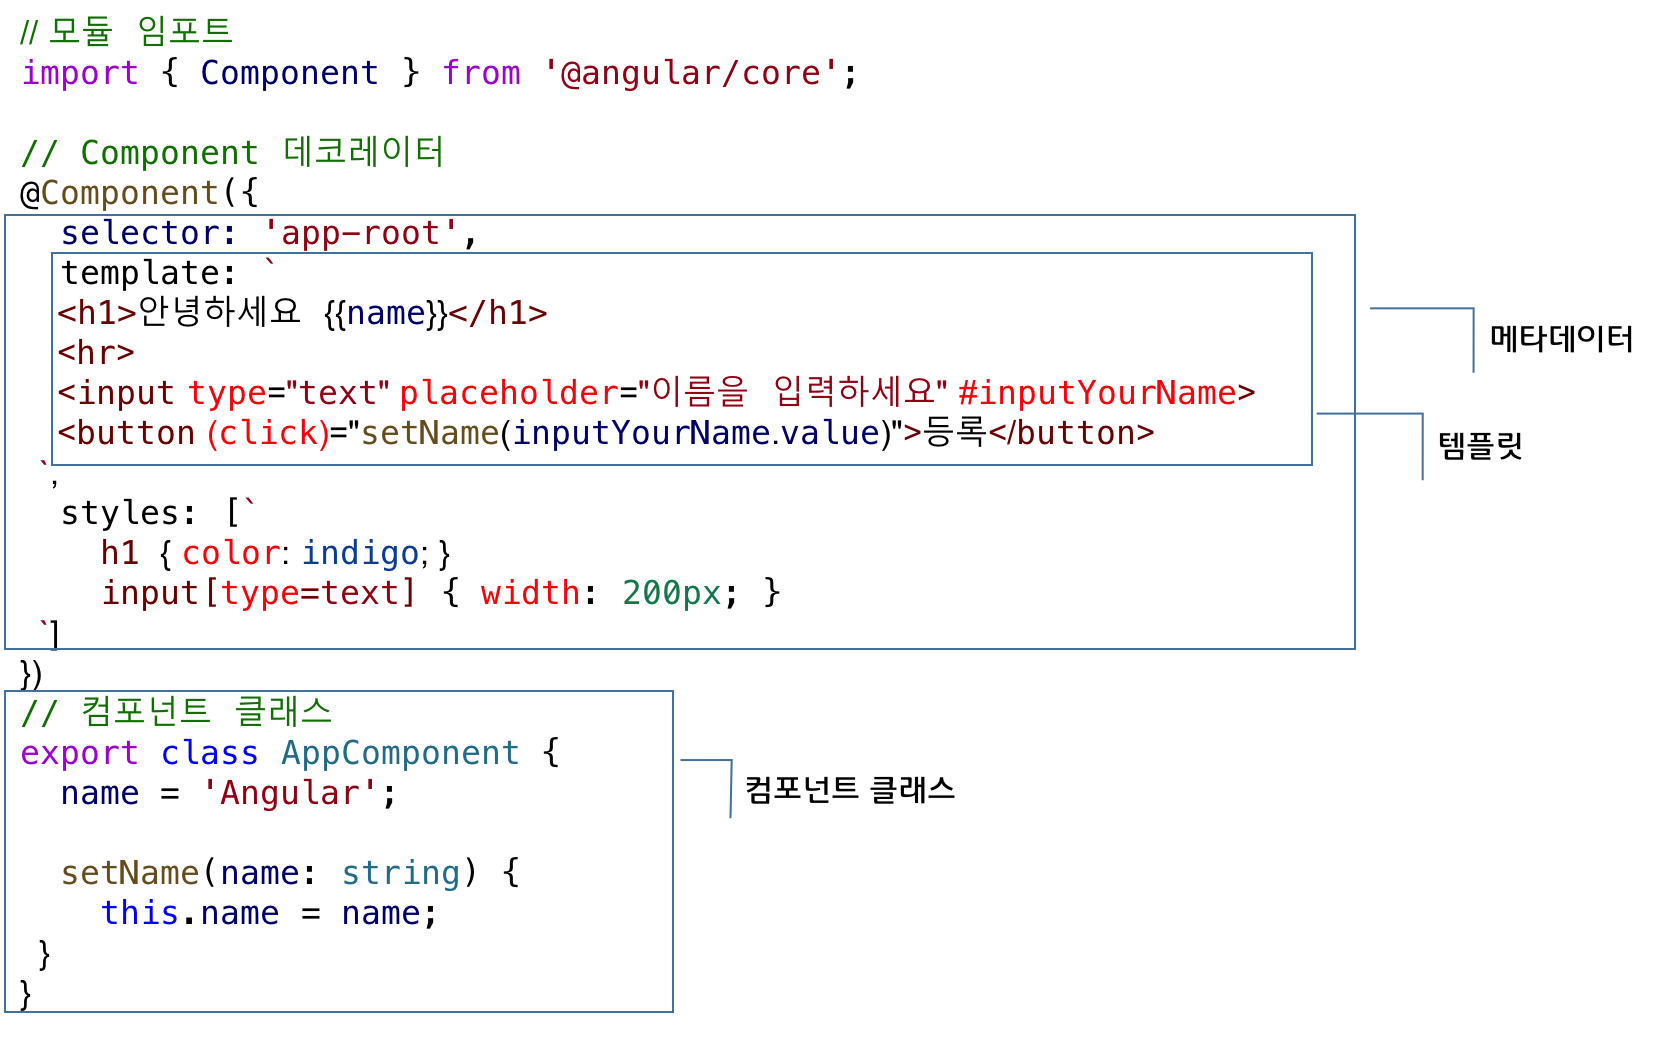 // 모듈 임포트
import { Component } from '@angular/core';
// Component 데코레이터
@Component({
selector: 'app-root',
template: `
<h1>안녕하세요 {{name}}</h1>
<hr>
<input type="text" placeholder="이름을 입력하세요" #inputYourName>
<button (click)="setName(inputYourName.value)">등록</button>
`,
styles: [`
h1 { color: indigo; }
input[type=text] { width: 200px; }
`]
})
// 컴포넌트 클래스
export class AppComponent {
name = 'Angular';
setName(name: string) {
this.name = name;
}
}
메타데이터
템플릿
컴포넌트 클래스